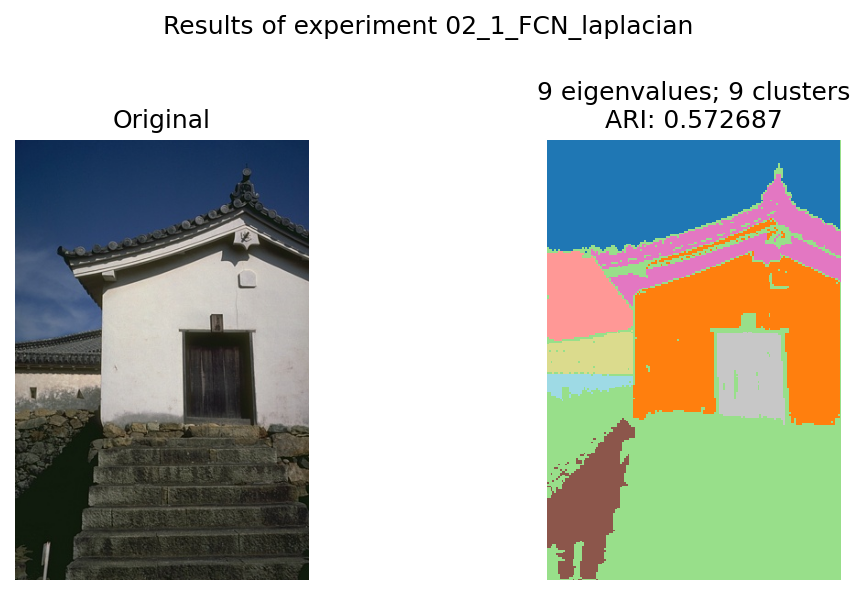 Results of experiment 02_1_FCN_laplacian
Original
9 eigenvalues; 9 clusters
ARI: 0.572687